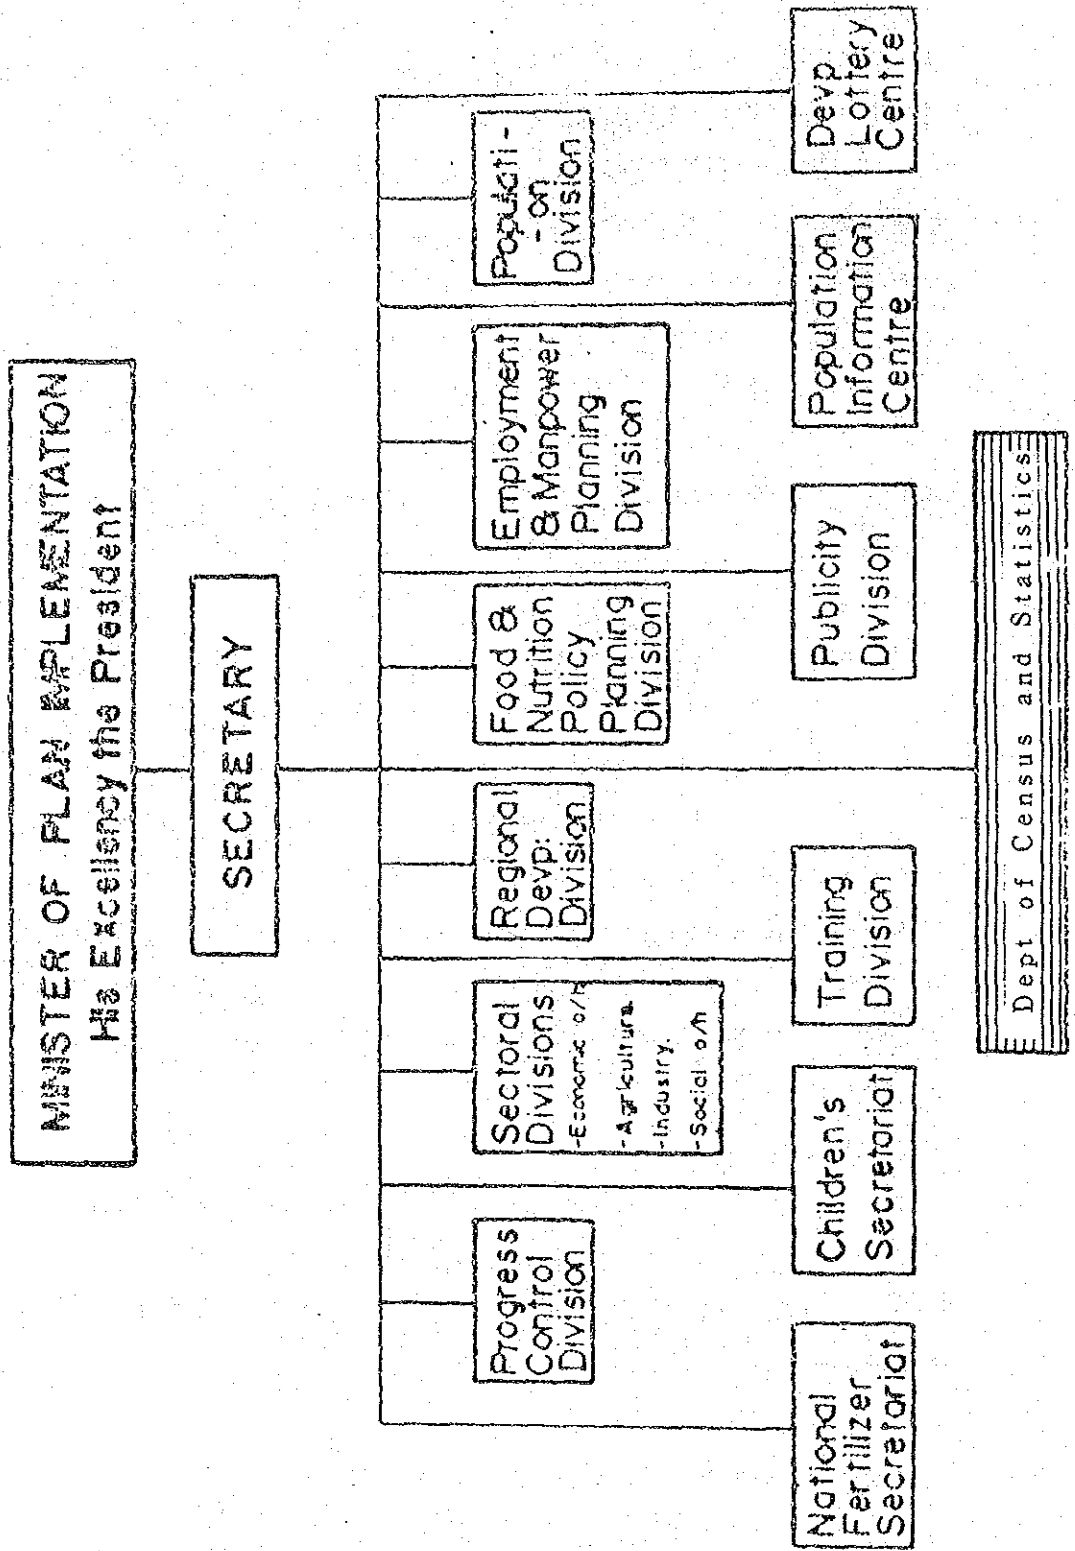 MINISTER OF PLAN IMPLEMENTATION
His Excellency the President
SECRETARY
Progress
Control
Division
Sectoral
Divisions
-Economic o/h
-Agriculture
-Industry.
-Social o/h
Regional
Devp:
Division
Food &
Nutrition
Policy
Planning
Division
Employment
& Manpower
Planning
Division
Populati-
-on
Division
National
Fertilizer
Secretariat
Children's
Secretariat
Training
Division
Publicity
Division
Population
Information
Centre
Devp
Lottery
Centre
Dept of Census and Statistics